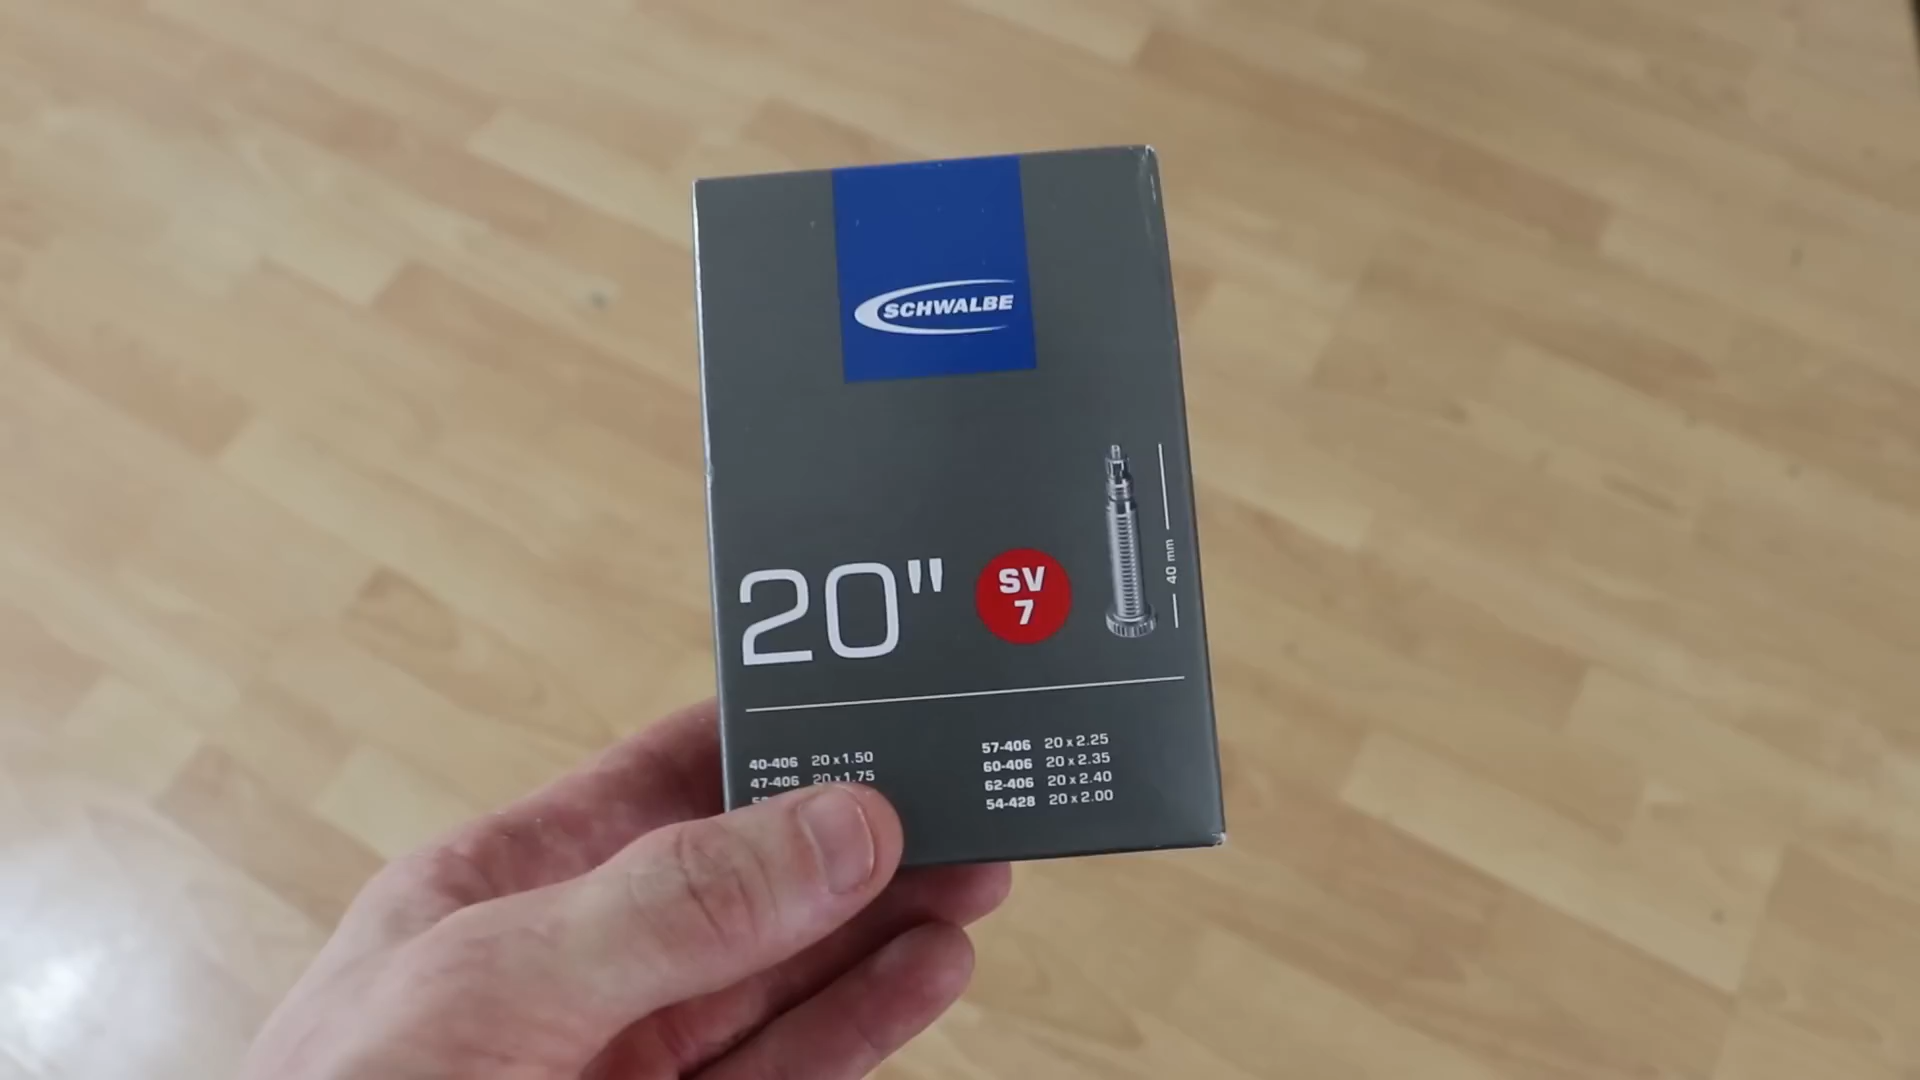 SCHWALBE
20"
SV
7
40 mm
40-406 20 x 1.50
47-406 20 x 1.75
57-406 20 x 2.25
60-406 20 x 2.35
62-406 20 x 2.40
54-428 20 x 2.00